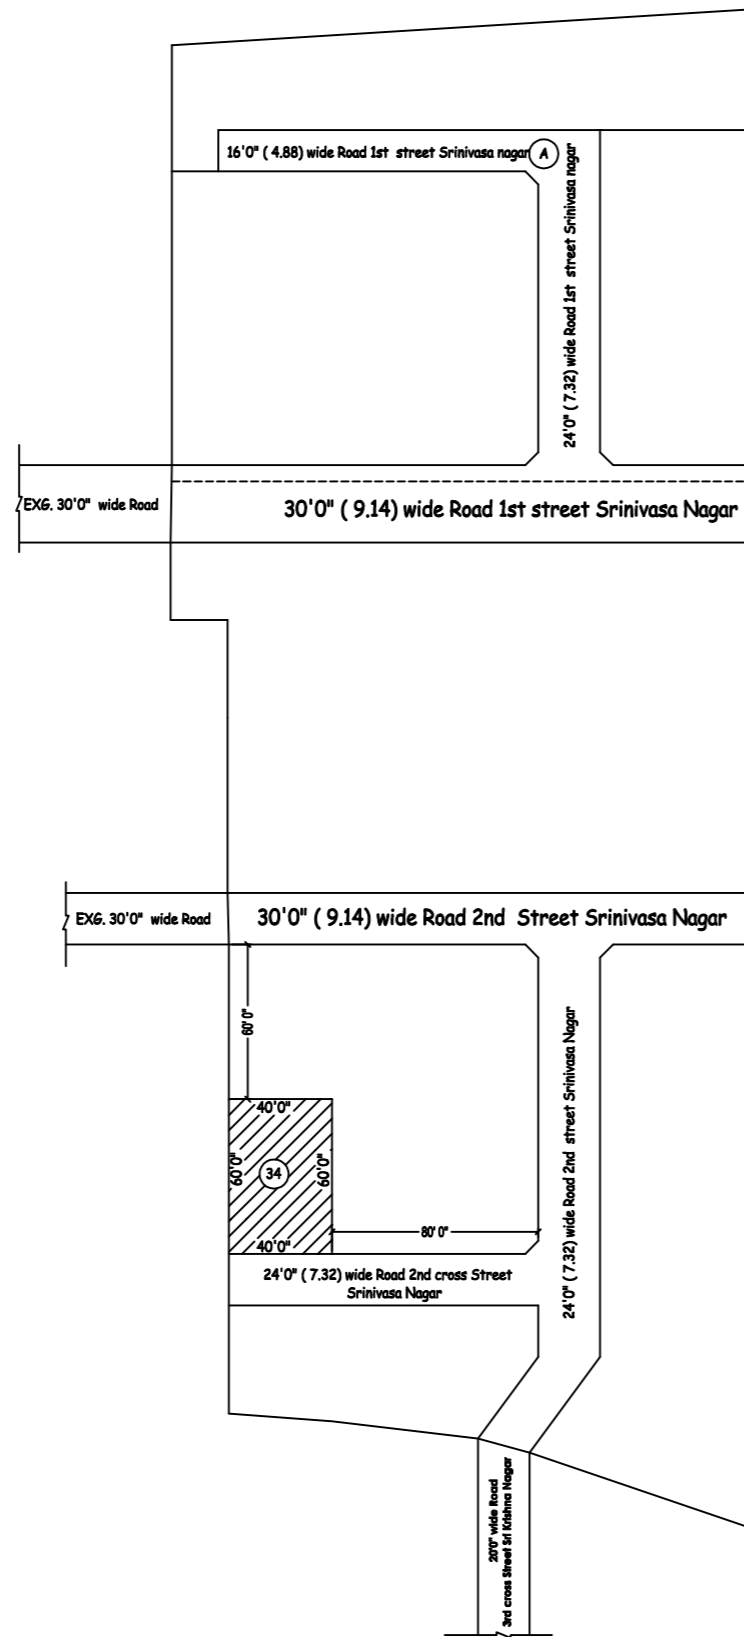 16'0" ( 4.88) wide Road 1st street Srinivasa nagar
A
24'0" ( 7.32) wide Road 1st street Srinivasa nagar
EXG. 30'0" wide Road
30'0" ( 9.14) wide Road 1st street Srinivasa Nagar
EXG. 30'0" wide Road
30'0" ( 9.14) wide Road 2nd Street Srinivasa Nagar
60' 0"
24'0" ( 7.32) wide Road 2nd street Srinivasa Nagar
40'0"
60'0"
34
60'0"
80' 0"
40'0"
24'0" ( 7.32) wide Road 2nd cross Street
Srinivasa Nagar
20'0" wide Road
3rd cross Street Sri Krishna Nagar